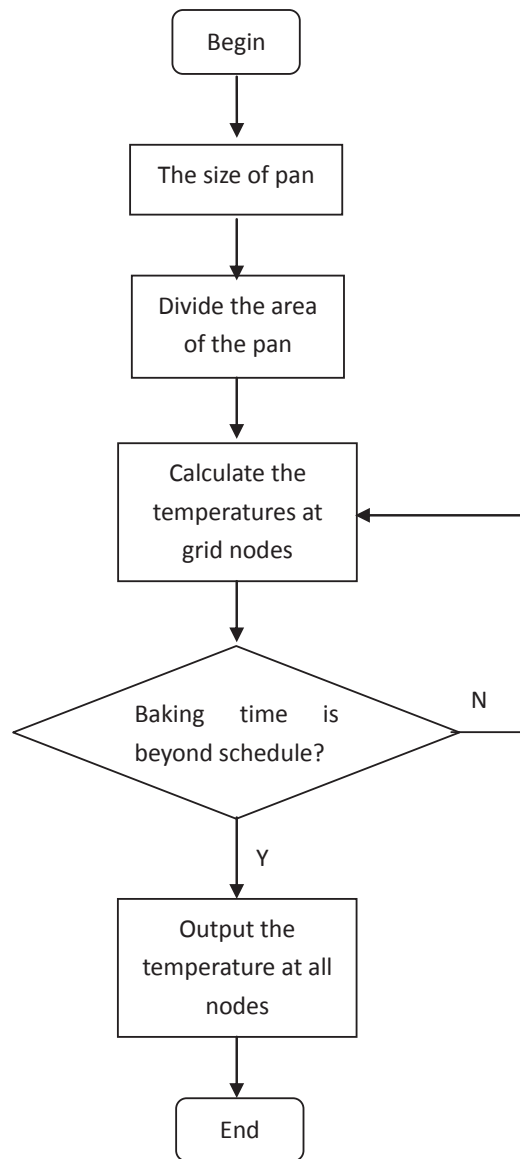 Begin
The size of pan
Divide the area
of the pan
Calculate the
temperatures at
grid nodes
Baking time is
beyond schedule?
N
Y
Output the
temperature at all
nodes
End